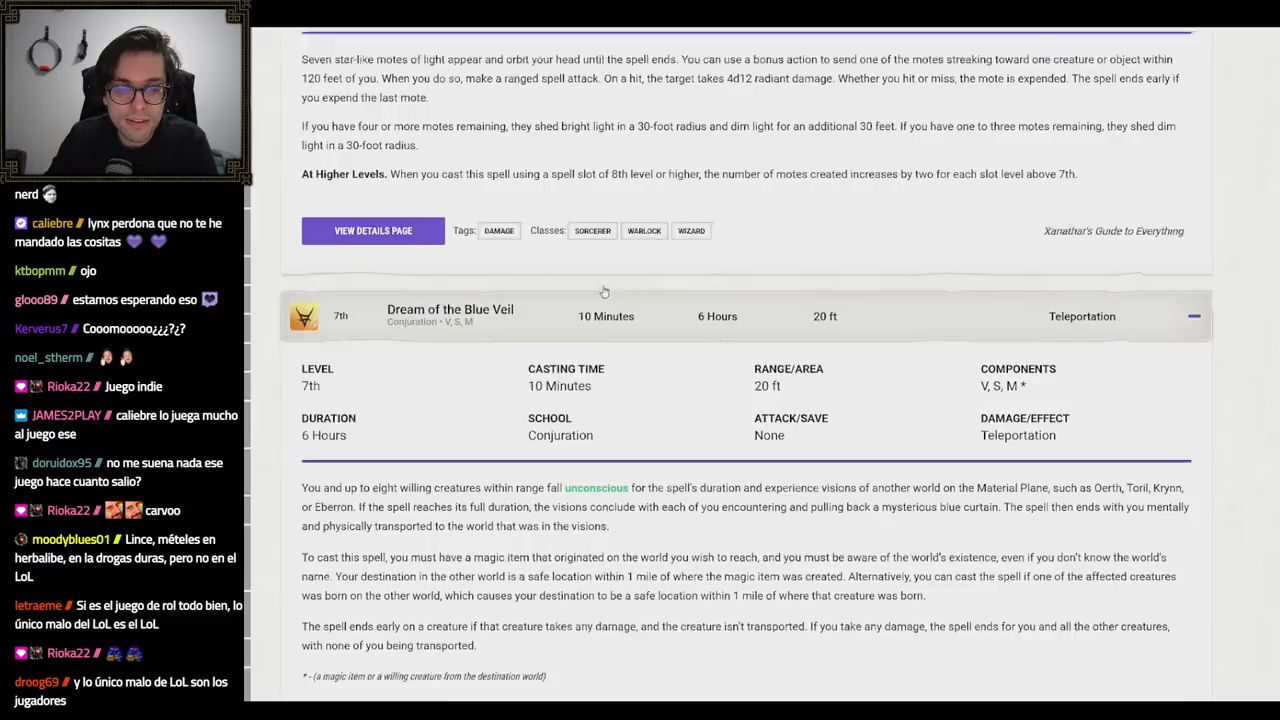 nerd
caliebre // lynx perdona que no te he
mandado las cositas
ktbopmm // ojo
glooo89 // estamos esperando eso
Kerverus7 // Cooomooooo¿¿¿?¿?
noel_stherm //
Rioka22 // Juego indie
JAMES2PLAY // caliebre lo juega mucho
al juego ese
doruidox95 // no me suena nada ese
juego hace cuanto salio?
Rioka22 // carvoo
moodyblues01 // Lince, mételes en
herbalibe, en la drogas duras, pero no en el
LoL
letraeme // Si es el juego de rol todo bien, lo
único malo del LoL es el LoL
Rioka22 //
droog69 // y lo único malo de LoL son los
jugadores
Seven star-like motes of light appear and orbit your head until the spell ends. You can use a bonus action to send one of the motes streaking toward one creature or object within
120 feet of you. When you do so, make a ranged spell attack. On a hit, the target takes 4d12 radiant damage. Whether you hit or miss, the mote is expended. The spell ends early if
you expend the last mote.
If you have four or more motes remaining, they shed bright light in a 30-foot radius and dim light for an additional 30 feet. If you have one to three motes remaining, they shed dim
light in a 30-foot radius.
At Higher Levels. When you cast this spell using a spell slot of 8th level or higher, the number of motes created increases by two for each slot level above 7th.
VIEW DETAILS PAGE Tags: DAMAGE Classes: SORCERER WARLOCK WIZARD Xanathar's Guide to Everything
7th Dream of the Blue Veil 10 Minutes 6 Hours 20 ft Teleportation
Conjuration • V, S, M
LEVEL CASTING TIME RANGE/AREA COMPONENTS
7th 10 Minutes 20 ft V, S, M *
DURATION SCHOOL ATTACK/SAVE DAMAGE/EFFECT
6 Hours Conjuration None Teleportation
You and up to eight willing creatures within range fall unconscious for the spell's duration and experience visions of another world on the Material Plane, such as Oerth, Toril, Krynn,
or Eberron. If the spell reaches its full duration, the visions conclude with each of you encountering and pulling back a mysterious blue curtain. The spell then ends with you mentally
and physically transported to the world that was in the visions.
To cast this spell, you must have a magic item that originated on the world you wish to reach, and you must be aware of the world's existence, even if you don't know the world's
name. Your destination in the other world is a safe location within 1 mile of where the magic item was created. Alternatively, you can cast the spell if one of the affected creatures
was born on the other world, which causes your destination to be a safe location within 1 mile of where that creature was born.
The spell ends early on a creature if that creature takes any damage, and the creature isn't transported. If you take any damage, the spell ends for you and all the other creatures,
with none of you being transported.
* - (a magic item or a willing creature from the destination world)